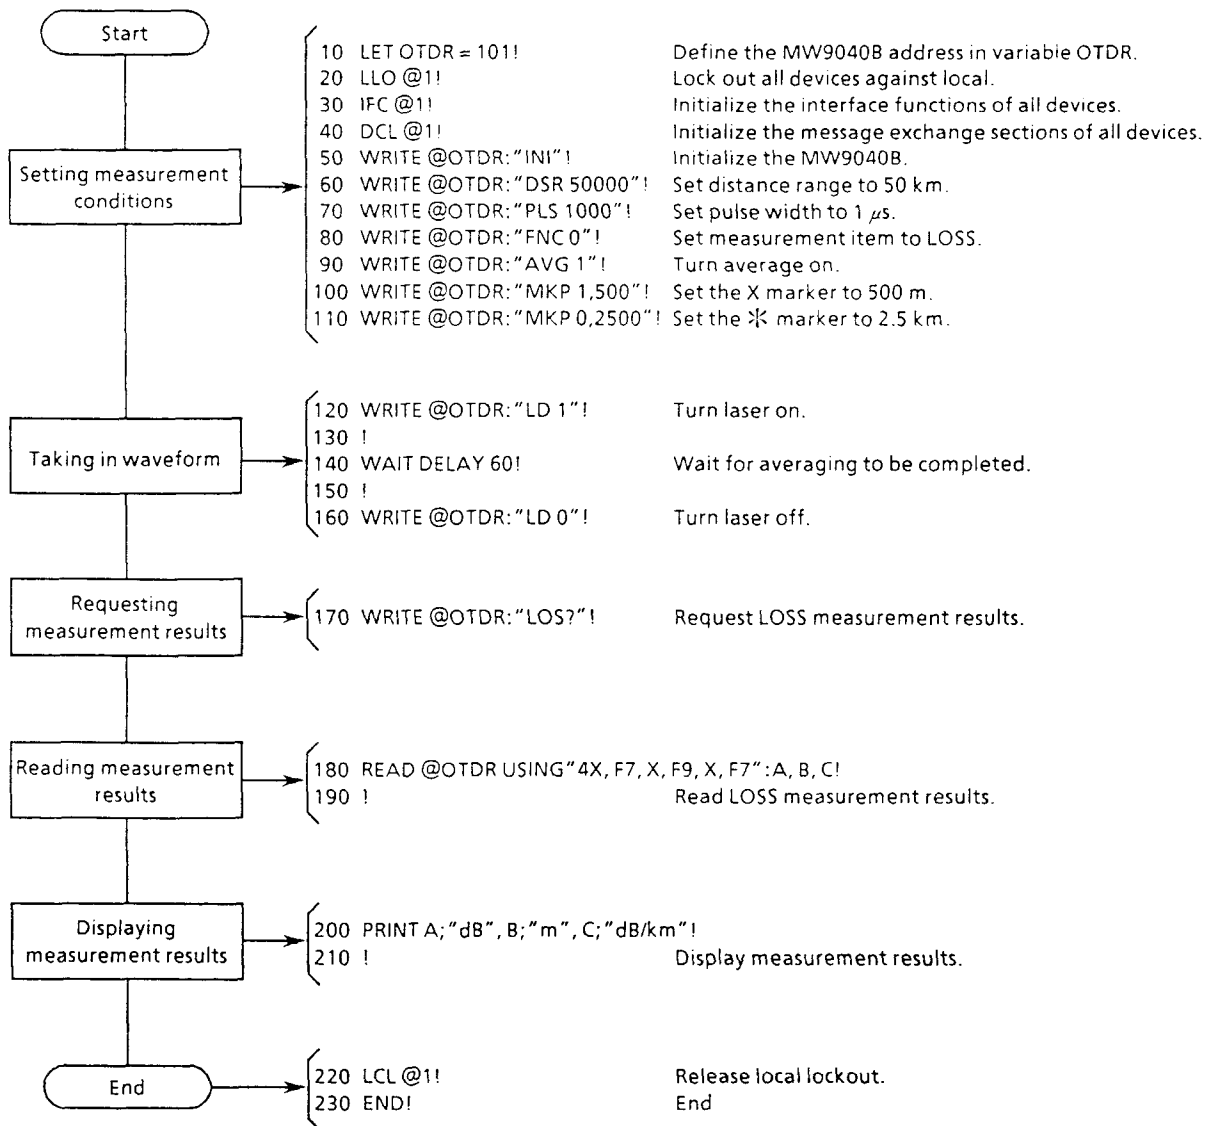 Start
10 LET OTDR = 101! Define the MW9040B address in variable OTDR.
20 LLO @1! Lock out all devices against local.
30 IFC @1! Initialize the interface functions of all devices.
40 DCL @1! Initialize the message exchange sections of all devices.
Setting measurement
conditions
50 WRITE @OTDR:"INI"! Initialize the MW9040B.
60 WRITE @OTDR:"DSR 50000"! Set distance range to 50 km.
70 WRITE @OTDR:"PLS 1000"! Set pulse width to 1 μs.
80 WRITE @OTDR:"FNC 0"! Set measurement item to LOSS.
90 WRITE @OTDR:"AVG 1"! Turn average on.
100 WRITE @OTDR:"MKP 1,500"! Set the X marker to 500 m.
110 WRITE @OTDR:"MKP 0,2500"! Set the ⁎ marker to 2.5 km.
Taking in waveform
120 WRITE @OTDR:"LD 1"! Turn laser on.
130 !
140 WAIT DELAY 60! Wait for averaging to be completed.
150 !
160 WRITE @OTDR:"LD 0"! Turn laser off.
Requesting
measurement results
170 WRITE @OTDR:"LOS?"! Request LOSS measurement results.
Reading measurement
results
180 READ @OTDR USING"4X, F7, X, F9, X, F7":A, B, C!
190 ! Read LOSS measurement results.
Displaying
measurement results
200 PRINT A;"dB", B;"m", C;"dB/km"!
210 ! Display measurement results.
End
220 LCL @1! Release local lockout.
230 END! End